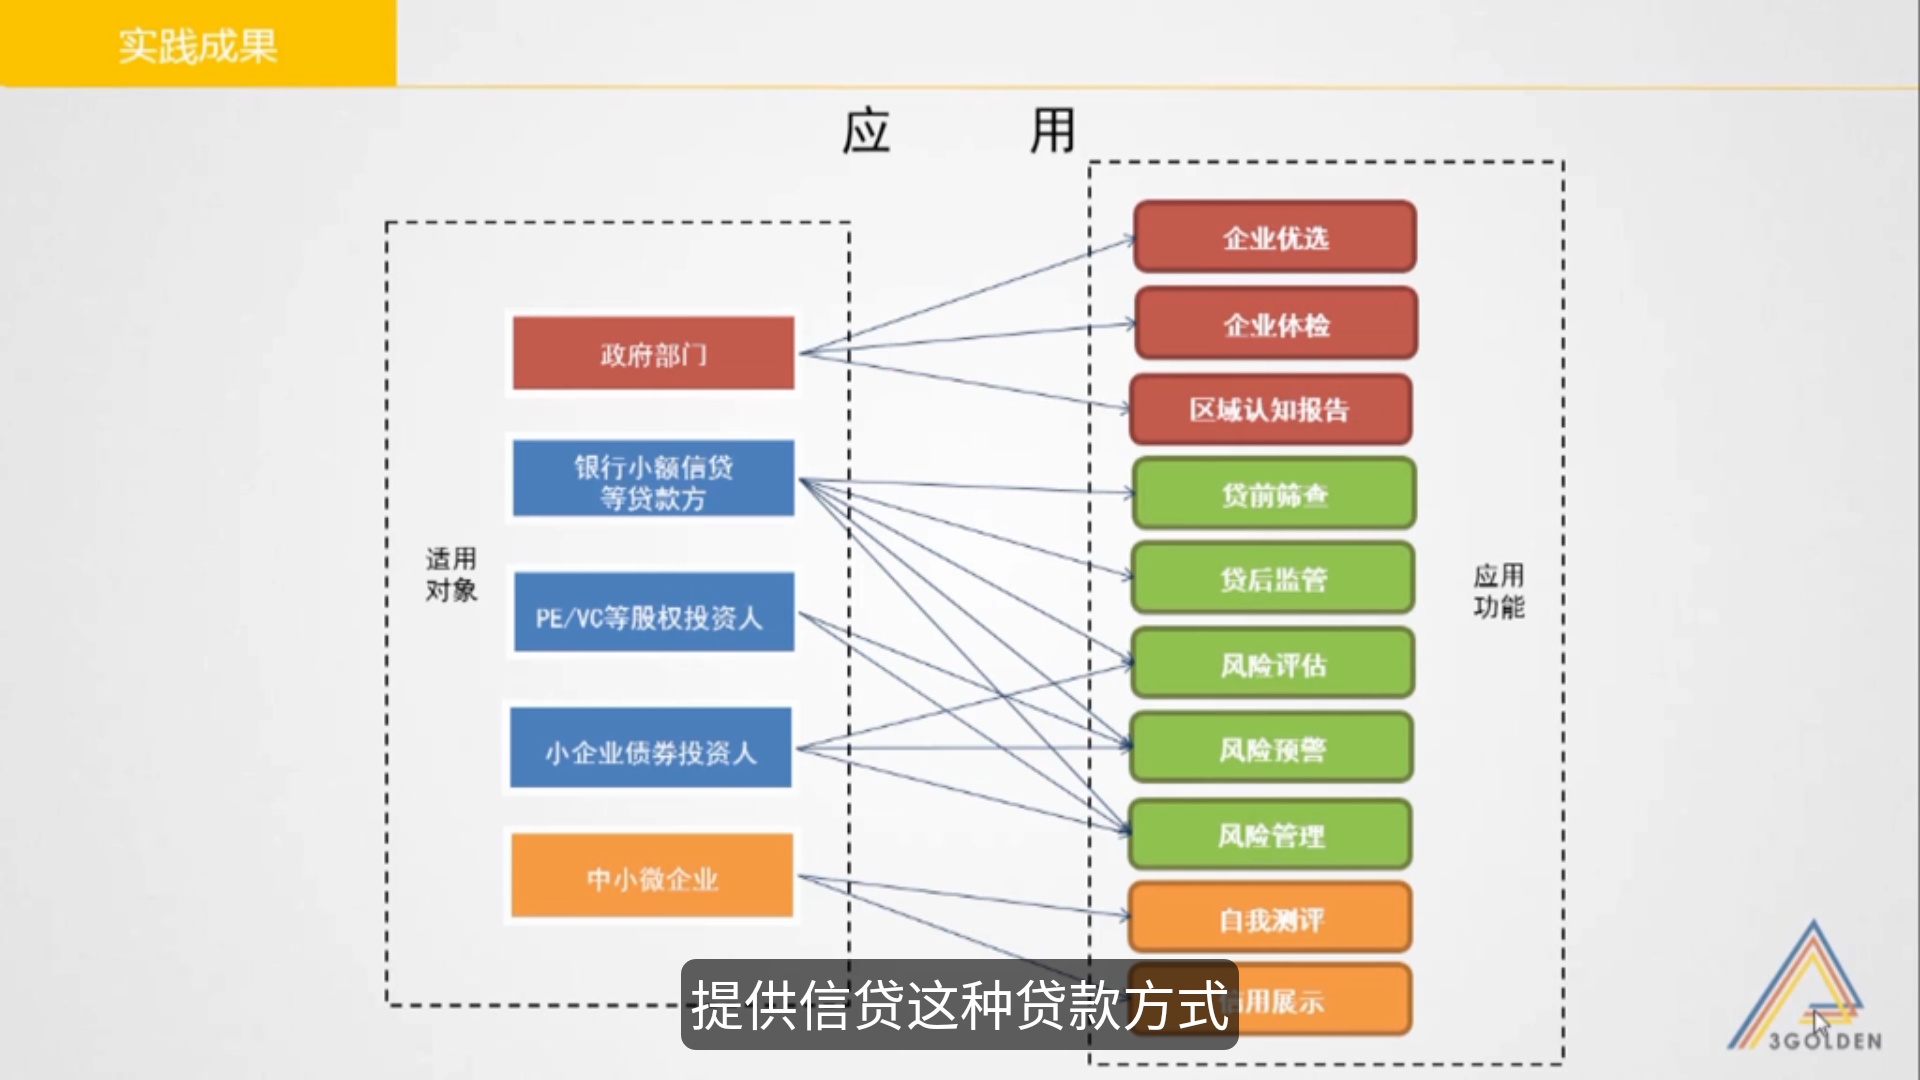 实践成果
应 用
政府部门
银行小额信贷
等贷款方
PE/VC等股权投资人
小企业债券投资人
中小微企业
适用
对象
企业优选
企业体检
区域认知报告
贷前筛查
贷后监管
风险评估
风险预警
风险管理
自我测评
信用展示
应用
功能
提供信贷这种贷款方式
3GOLDEN